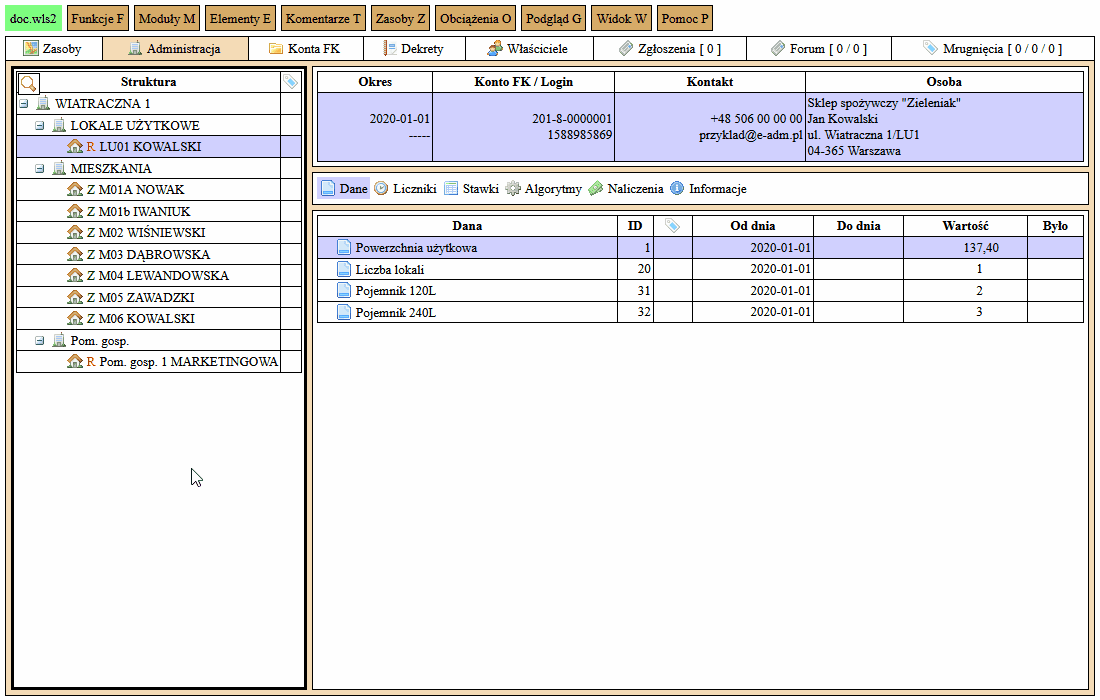 doc.wls2 Funkcje F Moduły M Elementy E Komentarze T Zasoby Z Obciążenia O Podgląd G Widok W Pomoc P
Zasoby Administracja Konta FK Dekrety Właściciele Zgłoszenia [ 0 ] Forum [ 0 / 0 ] Mrugnięcia [ 0 / 0 / 0 ]
Struktura
WIATRACZNA 1
LOKALE UŻYTKOWE
R LU01 KOWALSKI
MIESZKANIA
Z M01A NOWAK
Z M01b IWANIUK
Z M02 WIŚNIEWSKI
Z M03 DĄBROWSKA
Z M04 LEWANDOWSKA
Z M05 ZAWADZKI
Z M06 KOWALSKI
Pom. gosp.
R Pom. gosp. 1 MARKETINGOWA
Okres Konto FK / Login Kontakt Osoba
Sklep spożywczy "Zieleniak"
2020-01-01 201-8-0000001 +48 506 00 00 00 Jan Kowalski
----- 1588985869 przyklad@e-adm.pl ul. Wiatraczna 1/LU1
04-365 Warszawa
Dane Liczniki Stawki Algorytmy Naliczenia Informacje
Dana ID Od dnia Do dnia Wartość Było
Powerzchnia użytkowa 1 2020-01-01 137,40
Liczba lokali 20 2020-01-01 1
Pojemnik 120L 31 2020-01-01 2
Pojemnik 240L 32 2020-01-01 3